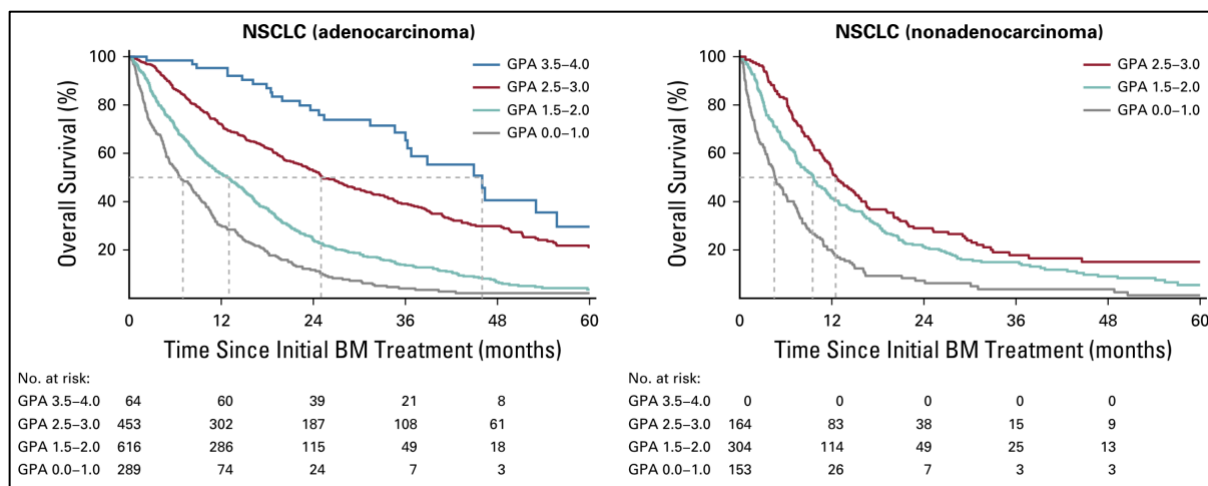 NSCLC (adenocarcinoma)
Overall Survival (%)
100
80
60
40
20
GPA 3.5–4.0
GPA 2.5–3.0
GPA 1.5–2.0
GPA 0.0–1.0
0 12 24 36 48 60
Time Since Initial BM Treatment (months)
No. at risk:
GPA 3.5–4.0 64 60 39 21 8
GPA 2.5–3.0 453 302 187 108 61
GPA 1.5–2.0 616 286 115 49 18
GPA 0.0–1.0 289 74 24 7 3
NSCLC (nonadenocarcinoma)
Overall Survival (%)
100
80
60
40
20
GPA 2.5–3.0
GPA 1.5–2.0
GPA 0.0–1.0
0 12 24 36 48 60
Time Since Initial BM Treatment (months)
No. at risk:
GPA 3.5–4.0 0 0 0 0 0
GPA 2.5–3.0 164 83 38 15 9
GPA 1.5–2.0 304 114 49 25 13
GPA 0.0–1.0 153 26 7 3 3